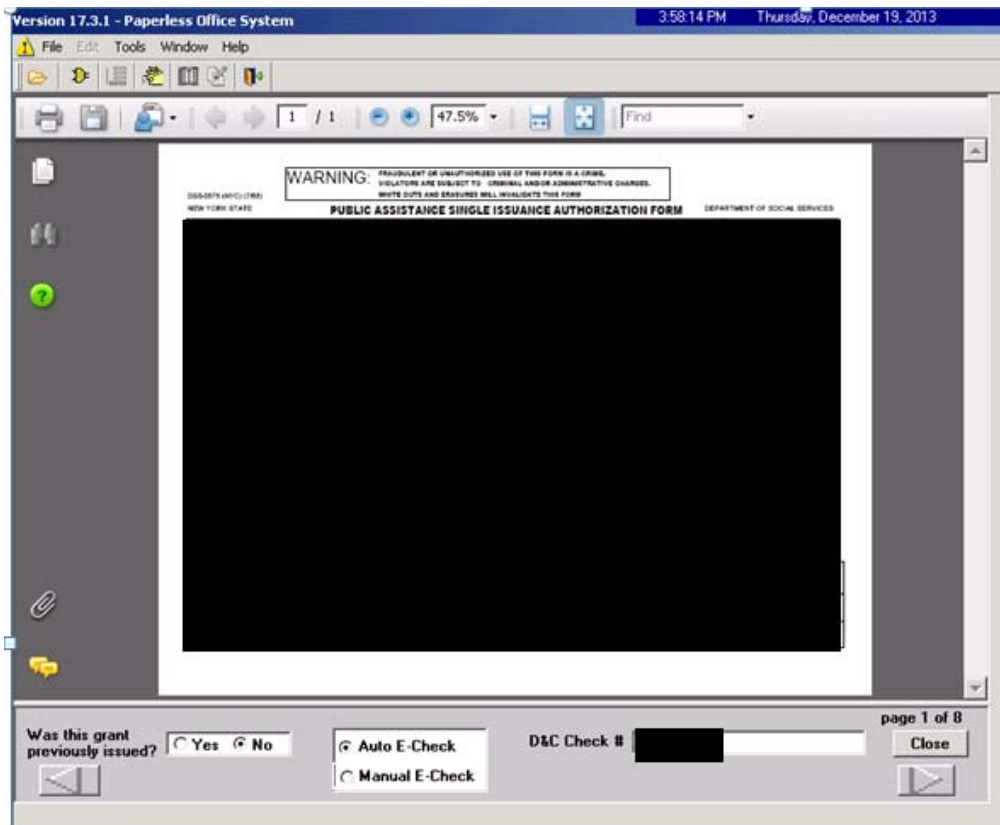 Version 17.3.1 - Paperless Office System 3:58:14 PM Thursday, December 19, 2013
File Edit Tools Window Help
1 / 1 47.5% Find
WARNING: FRAUDULENT OR UNAUTHORIZED USE OF THIS FORM IS A CRIME.
VIOLATORS ARE SUBJECT TO CRIMINAL AND/OR ADMINISTRATIVE CHARGES.
WHITE OUTS AND ERASURES WILL INVALIDATE THIS FORM
NEW YORK STATE PUBLIC ASSISTANCE SINGLE ISSUANCE AUTHORIZATION FORM DEPARTMENT OF SOCIAL SERVICES
page 1 of 8
Was this grant
previously issued? Yes No Auto E-Check D&C Check # Close
Manual E-Check